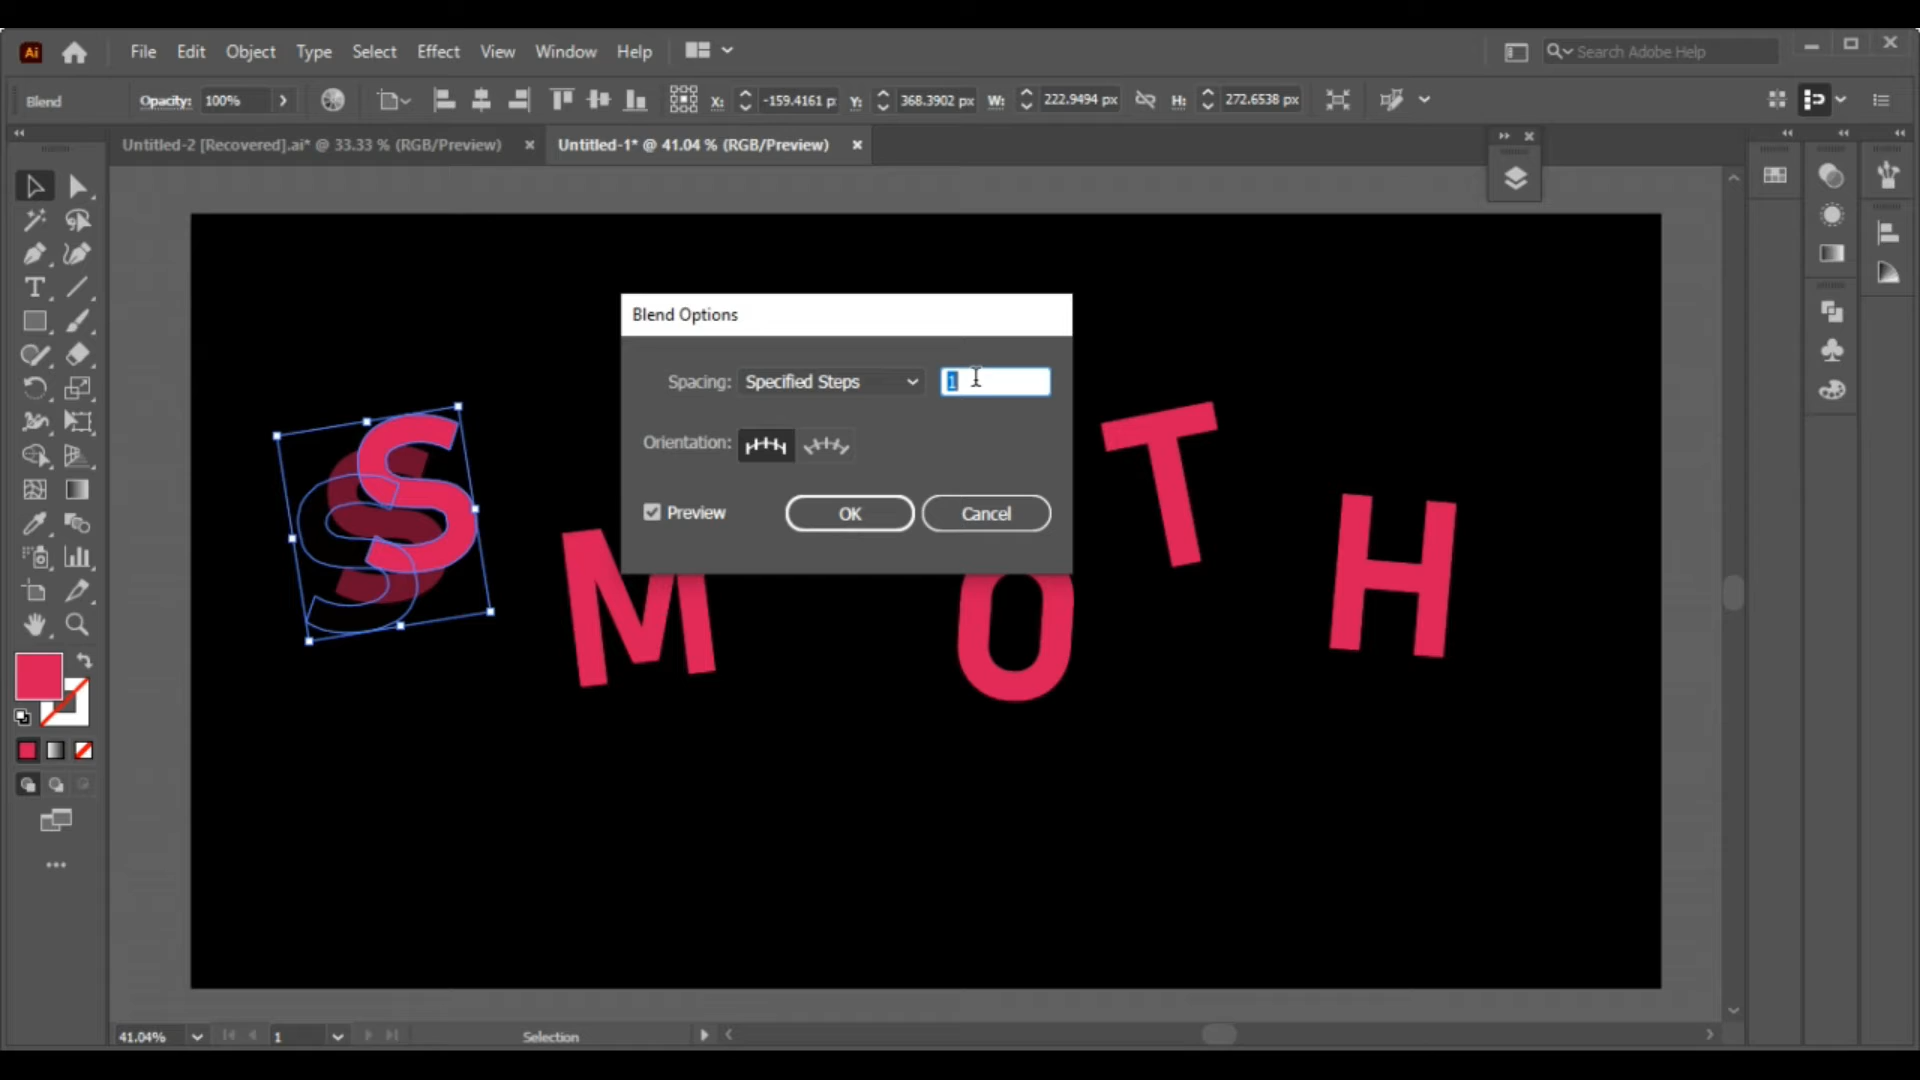 Ai File Edit Object Type Select Effect View Window Help Search Adobe Help
Blend Opacity: 100% X: -159.4161 p Y: 368.3902 px W: 222.9494 px H: 272.6538 px
Untitled-2 [Recovered].ai* @ 33.33 % (RGB/Preview) Untitled-1* @ 41.04 % (RGB/Preview)
Blend Options
Spacing: Specified Steps 1
Orientation:
Preview OK Cancel
S M O T H
41.04% 1 Selection